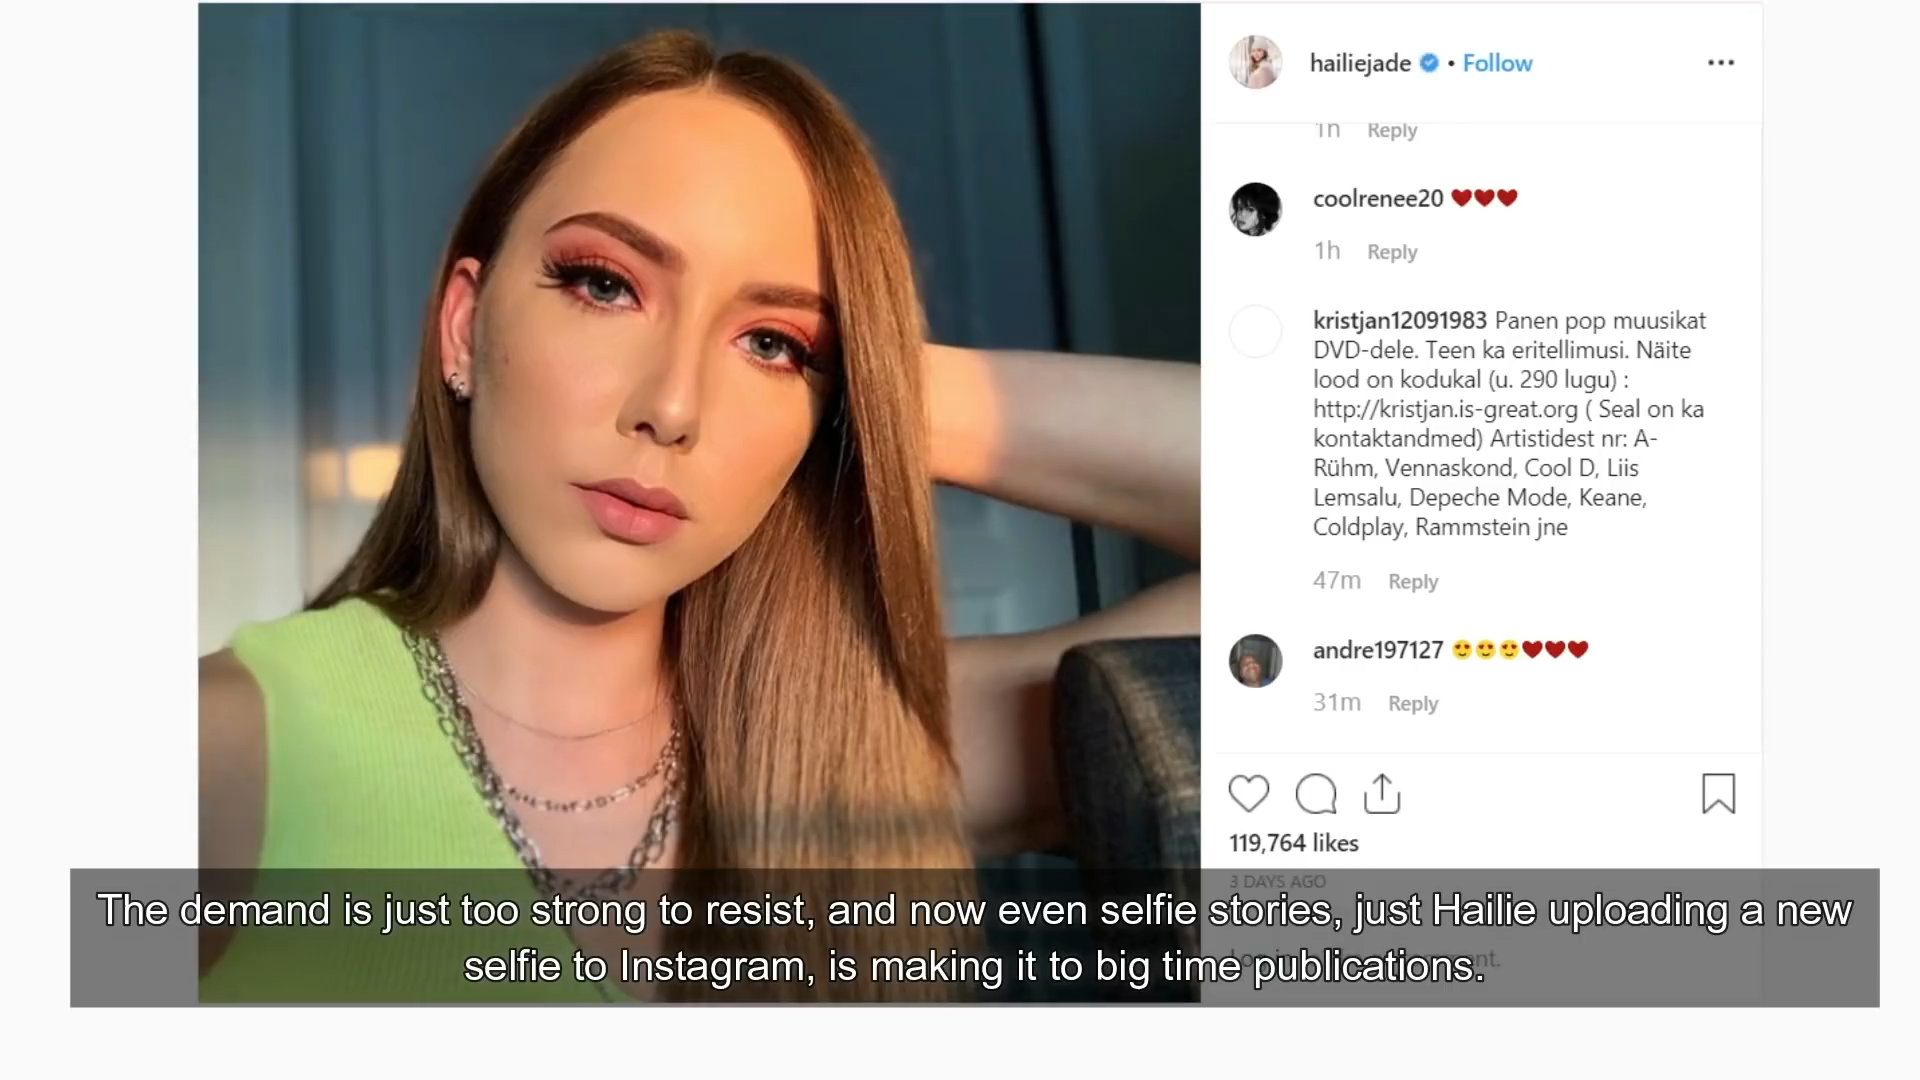 hailiejade • Follow
1h Reply
coolrenee20 ❤❤❤
1h Reply
kristjan12091983 Panen pop muusikat
DVD-dele. Teen ka eritellimusi. Näite
lood on kodukal (u. 290 lugu) :
http://kristjan.is-great.org ( Seal on ka
kontaktandmed) Artistidest nr: A-
Rühm, Vennaskond, Cool D, Liis
Lemsalu, Depeche Mode, Keane,
Coldplay, Rammstein jne
47m Reply
andre197127 😍😍😍❤❤❤
31m Reply
119,764 likes
3 DAYS AGO
The demand is just too strong to resist, and now even selfie stories, just Hailie uploading a new
selfie to Instagram, is making it to big time publications.